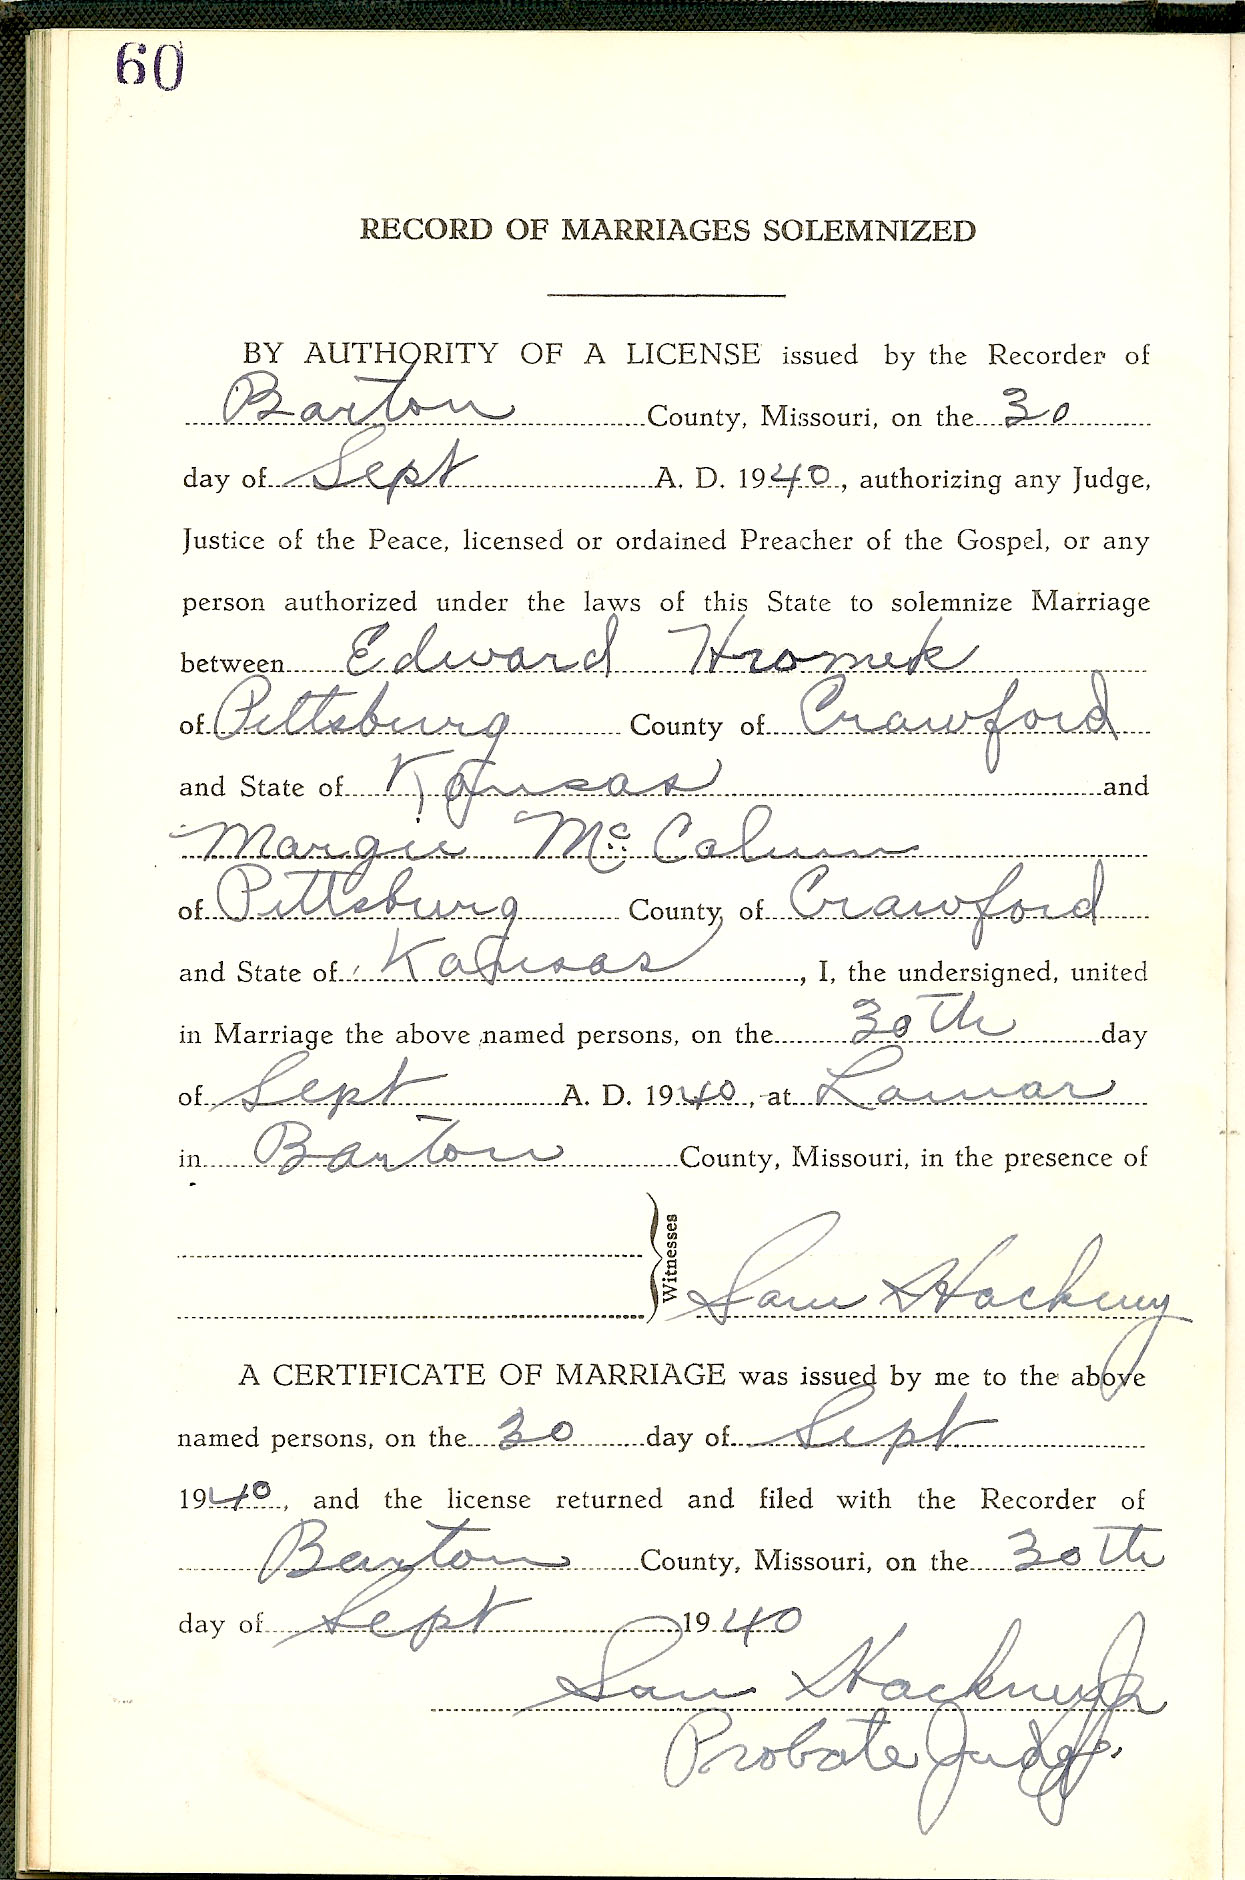 60
RECORD OF MARRIAGES SOLEMNIZED
BY AUTHORITY OF A LICENSE issued by the Recorder of
Barton County, Missouri, on the 30
day of Sept A. D. 1940, authorizing any Judge,
Justice of the Peace, licensed or ordained Preacher of the Gospel, or any
person authorized under the laws of this State to solemnize Marriage
between Edward Hromek
of Pittsburg County of Crawford
and State of Kansas and
Margie Mc Calum
of Pittsburg County of Crawford
and State of Kansas, I, the undersigned, united
in Marriage the above named persons, on the 30th day
of Sept A. D. 1940, at Lamar
in Barton County, Missouri, in the presence of
Witnesses
Sam Hackney
A CERTIFICATE OF MARRIAGE was issued by me to the above
named persons, on the 30 day of Sept
1940, and the license returned and filed with the Recorder of
Barton County, Missouri, on the 30th
day of Sept 1940
Sam Hackney Jr
Probate Judge.